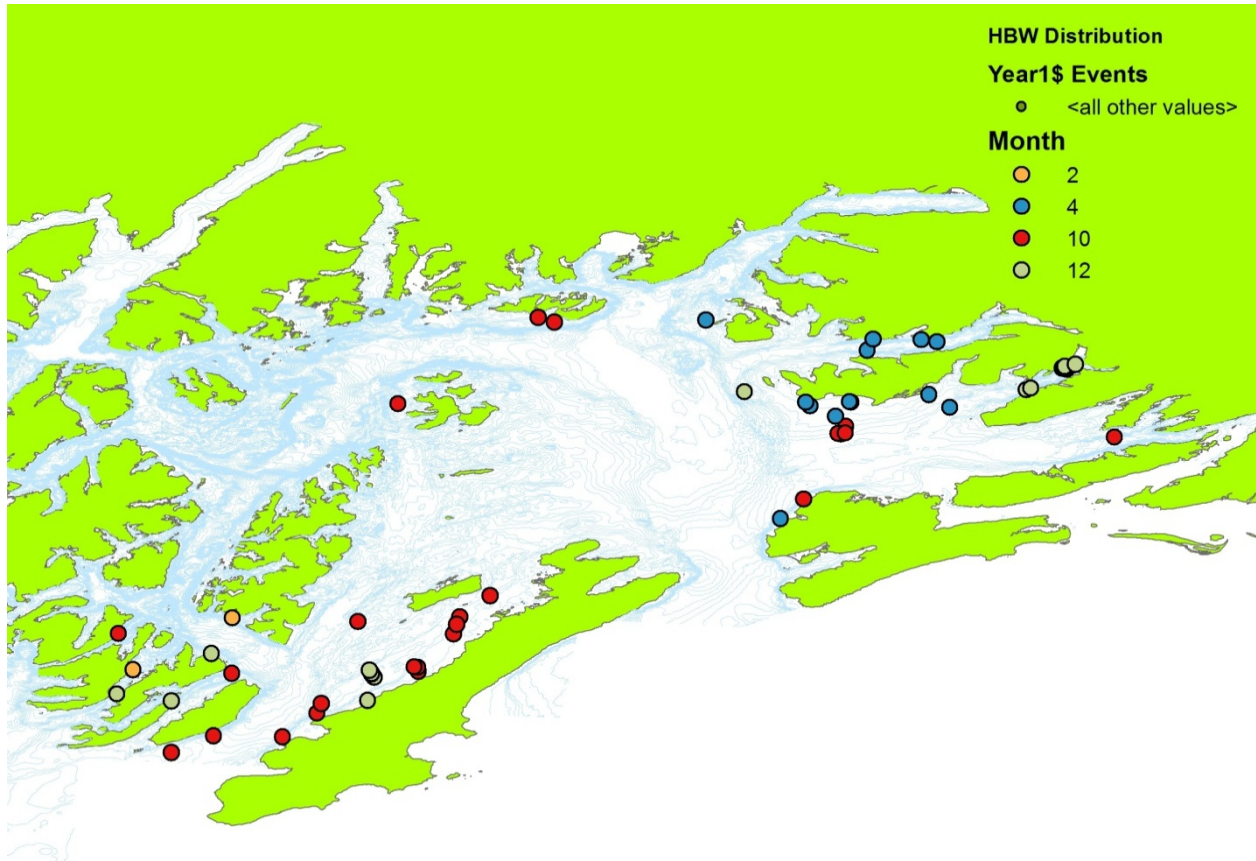 HBW Distribution
Year1$ Events
<all other values>
Month
2
4
10
12